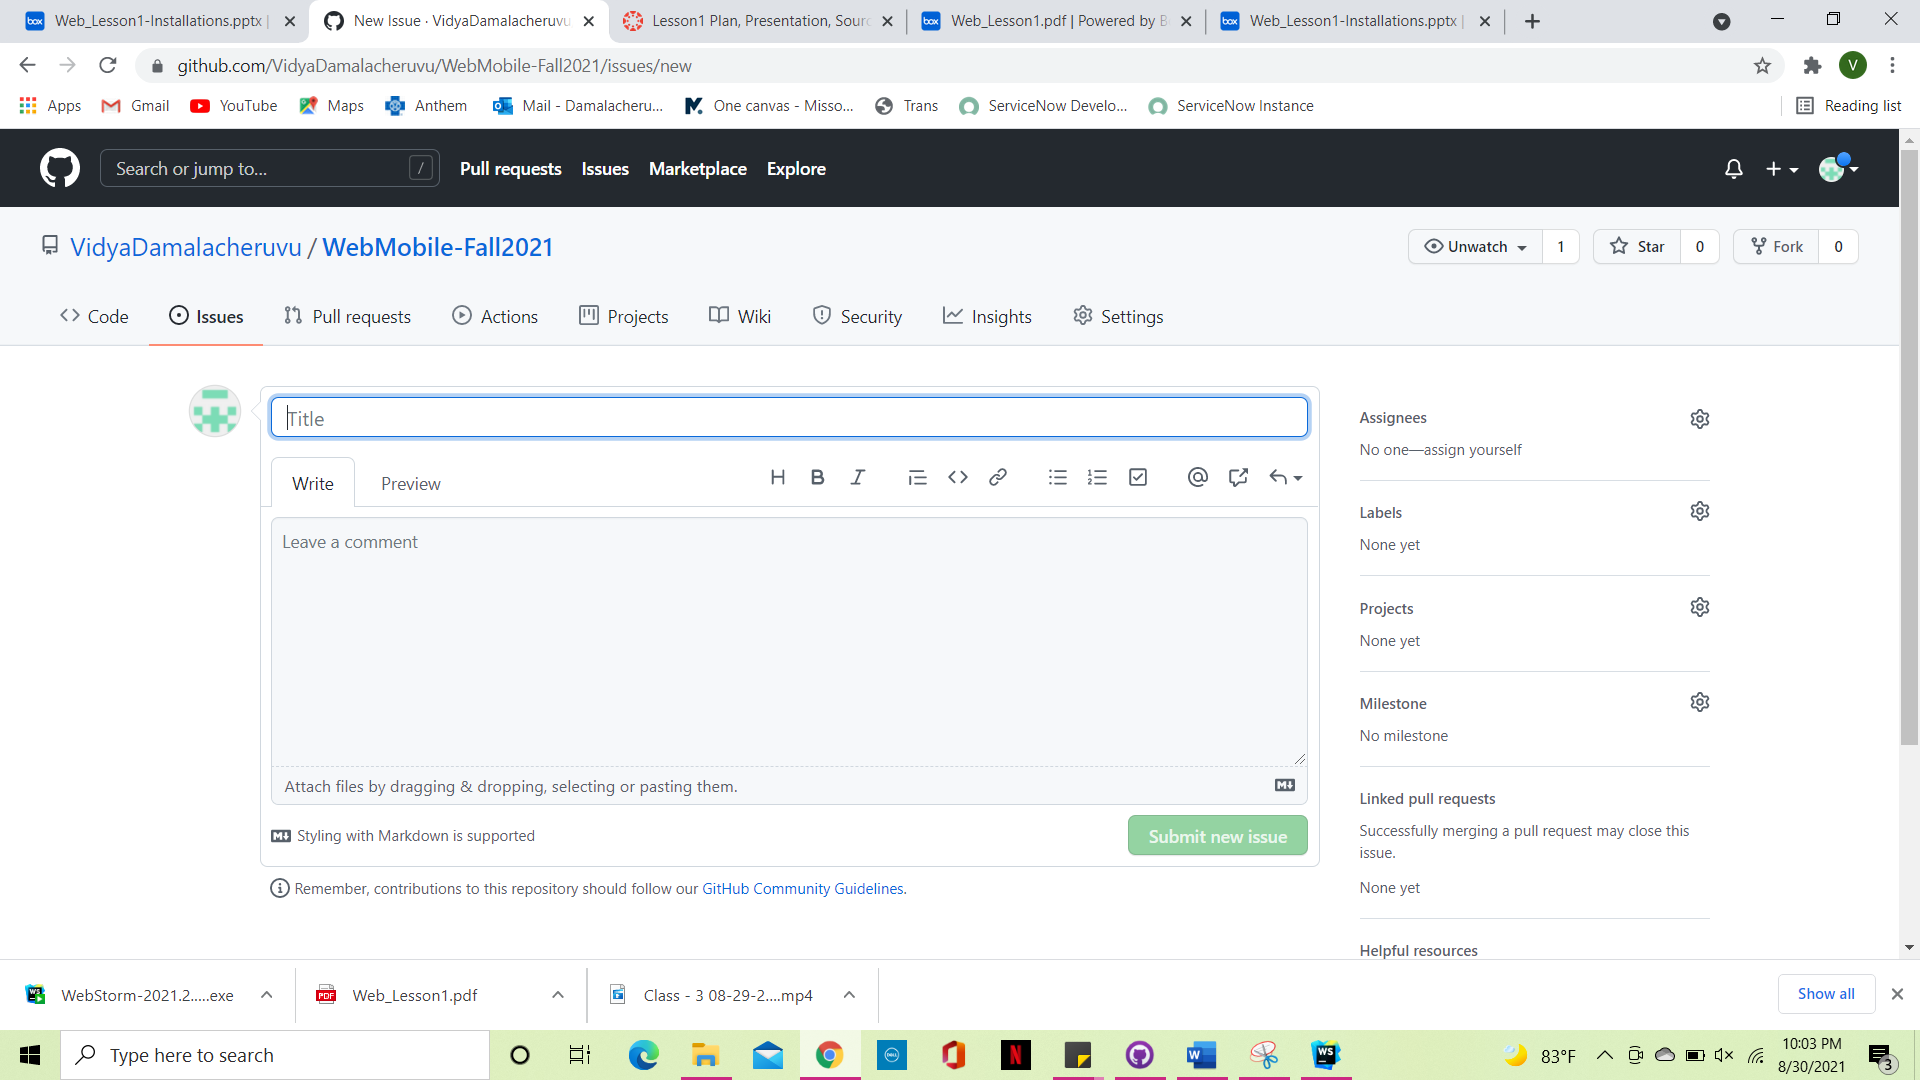 Web_Lesson1-Installations.pptx |
New Issue · VidyaDamalacheruvu
Lesson1 Plan, Presentation, Sourc
Web_Lesson1.pdf | Powered by B
Web_Lesson1-Installations.pptx |
github.com/VidyaDamalacheruvu/WebMobile-Fall2021/issues/new
V
Apps Gmail YouTube Maps Anthem Mail - Damalacheru... One canvas - Misso... Trans ServiceNow Develo... ServiceNow Instance Reading list
Search or jump to... / Pull requests Issues Marketplace Explore
VidyaDamalacheruvu / WebMobile-Fall2021
Unwatch 1 Star 0 Fork 0
Code Issues Pull requests Actions Projects Wiki Security Insights Settings
Title
Write Preview
Leave a comment
Attach files by dragging & dropping, selecting or pasting them.
Styling with Markdown is supported
Submit new issue
Remember, contributions to this repository should follow our GitHub Community Guidelines.
Assignees
No one—assign yourself
Labels
None yet
Projects
None yet
Milestone
No milestone
Linked pull requests
Successfully merging a pull request may close this
issue.
None yet
Helpful resources
WebStorm-2021.2.....exe
Web_Lesson1.pdf
Class - 3 08-29-2....mp4
Show all
Type here to search
83°F
10:03 PM
8/30/2021
3